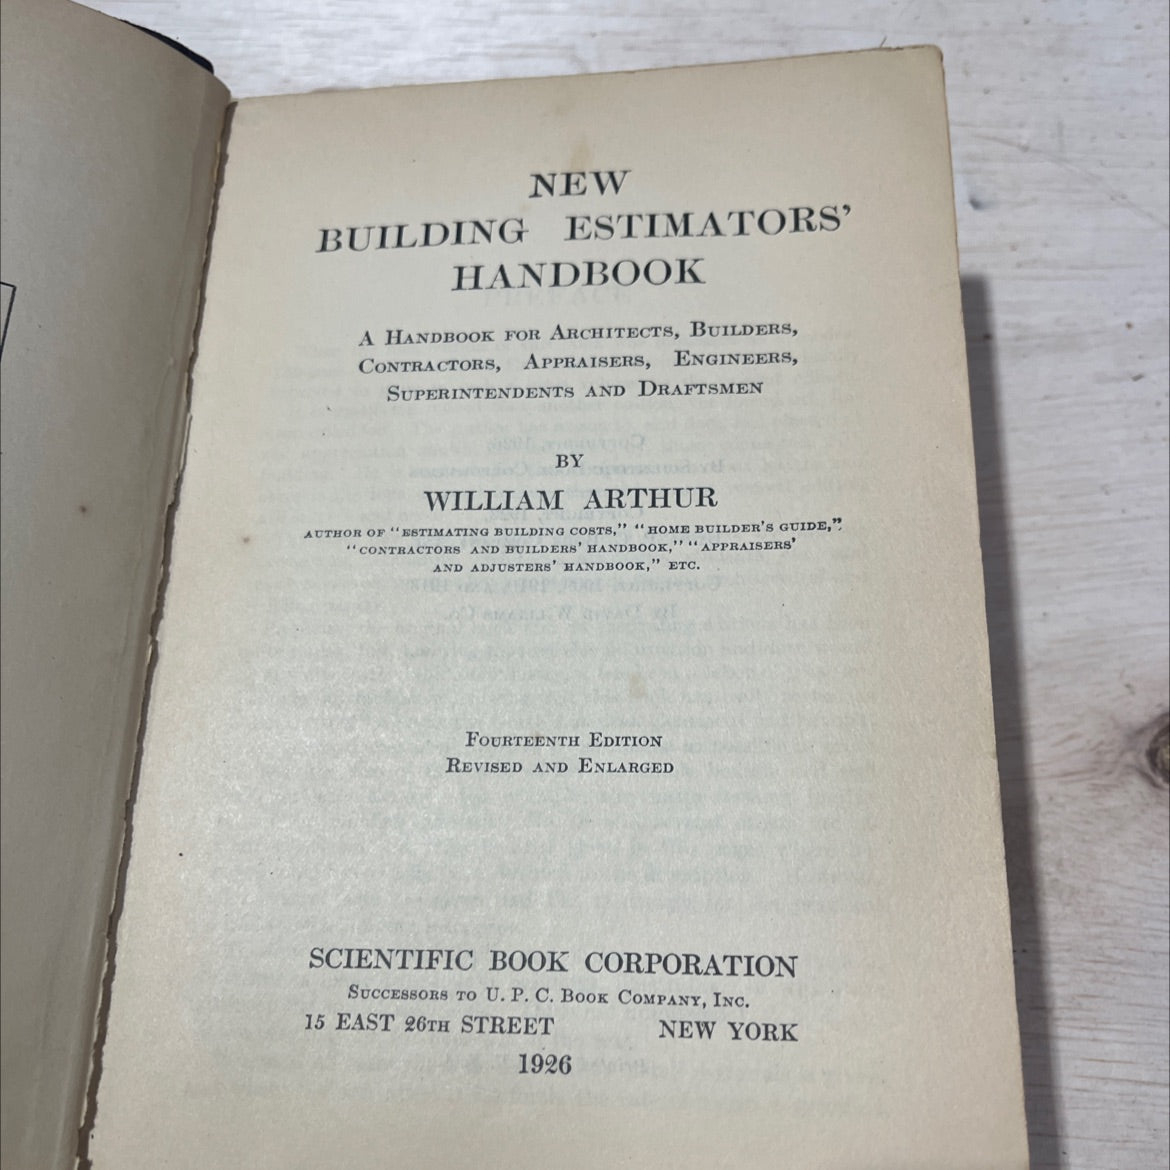 NEW
BUILDING ESTIMATORS’
HANDBOOK
A HANDBOOK FOR ARCHITECTS, BUILDERS,
CONTRACTORS, APPRAISERS, ENGINEERS,
SUPERINTENDENTS AND DRAFTSMEN
BY
WILLIAM ARTHUR
AUTHOR OF “ESTIMATING BUILDING COSTS,” “HOME BUILDER’S GUIDE,”
“CONTRACTORS AND BUILDERS’ HANDBOOK,” “APPRAISERS’
AND ADJUSTERS’ HANDBOOK,” ETC.
FOURTEENTH EDITION
REVISED AND ENLARGED
SCIENTIFIC BOOK CORPORATION
SUCCESSORS TO U. P. C. BOOK COMPANY, INC.
15 EAST 26TH STREET NEW YORK
1926